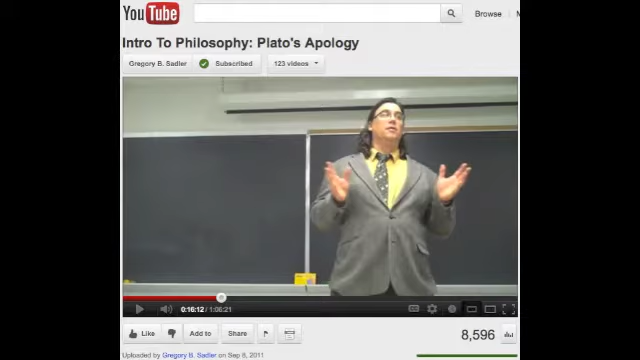 YouTube Browse
Intro To Philosophy: Plato's Apology
Gregory B. Sadler Subscribed 123 videos
0:16:12 / 1:06:21
Like Add to Share 8,596
Uploaded by Gregory B. Sadler on Sep 8, 2011